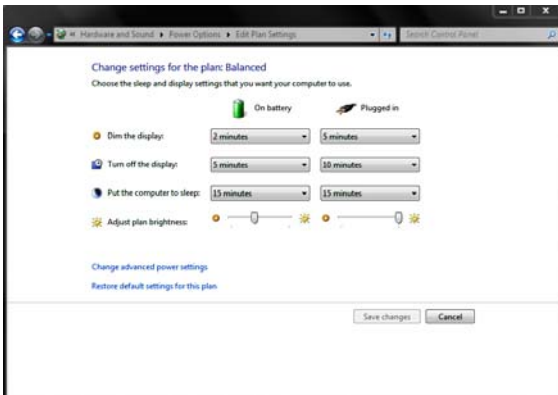 « Hardware and Sound ▸ Power Options ▸ Edit Plan Settings
Search Control Panel
Change settings for the plan: Balanced
Choose the sleep and display settings that you want your computer to use.
On battery Plugged in
Dim the display: 2 minutes 5 minutes
Turn off the display: 5 minutes 10 minutes
Put the computer to sleep: 15 minutes 15 minutes
Adjust plan brightness:
Change advanced power settings
Restore default settings for this plan
Save changes Cancel